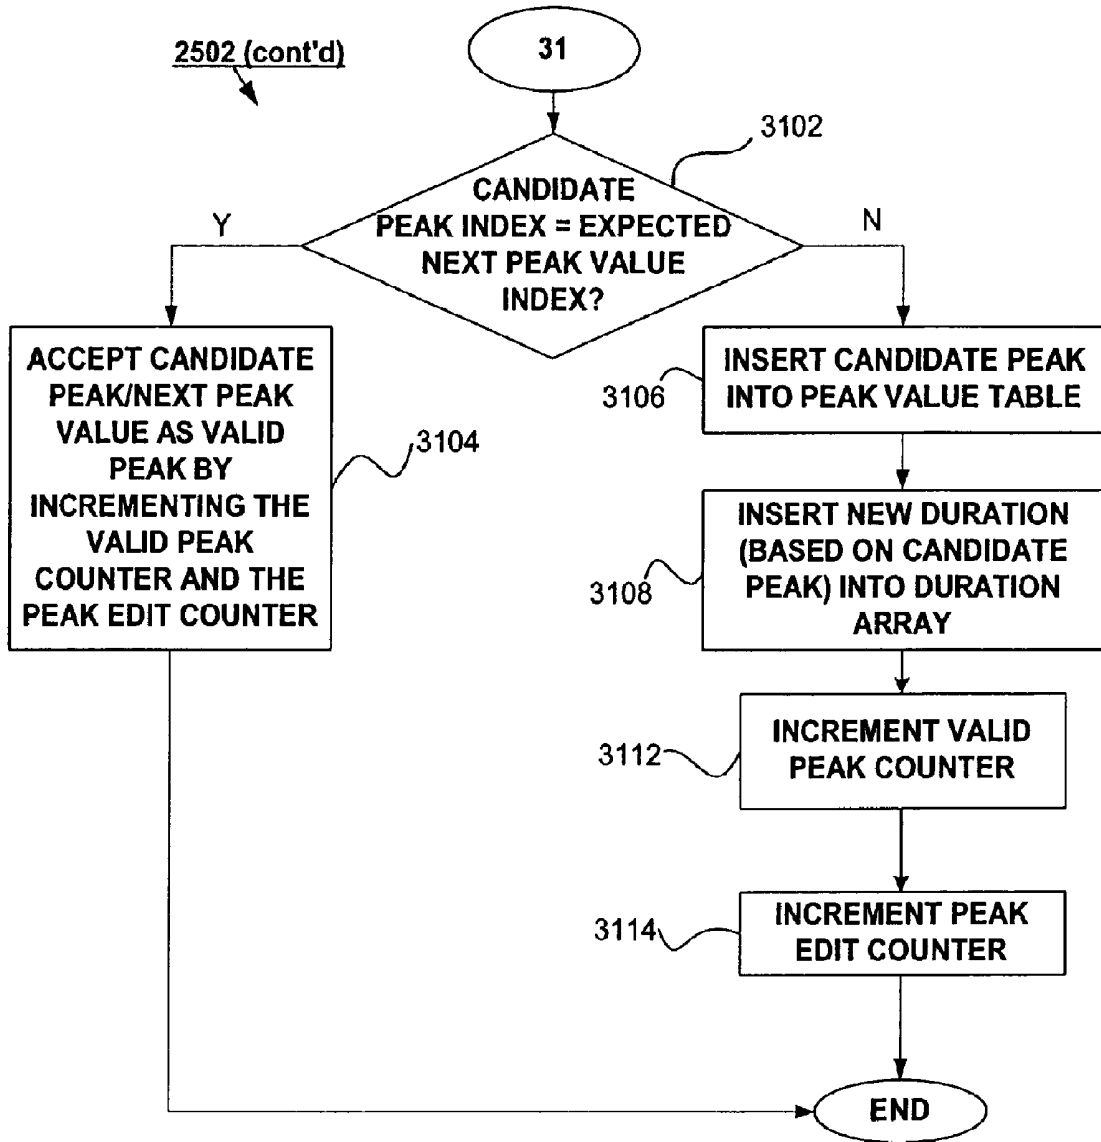 2502 (cont'd)
31
3102
CANDIDATE
PEAK INDEX = EXPECTED
NEXT PEAK VALUE
INDEX?
Y
N
ACCEPT CANDIDATE
PEAK/NEXT PEAK
VALUE AS VALID
PEAK BY
INCREMENTING THE
VALID PEAK
COUNTER AND THE
PEAK EDIT COUNTER
3104
INSERT CANDIDATE PEAK
INTO PEAK VALUE TABLE
3106
INSERT NEW DURATION
(BASED ON CANDIDATE
PEAK) INTO DURATION
ARRAY
3108
INCREMENT VALID
PEAK COUNTER
3112
INCREMENT PEAK
EDIT COUNTER
3114
END